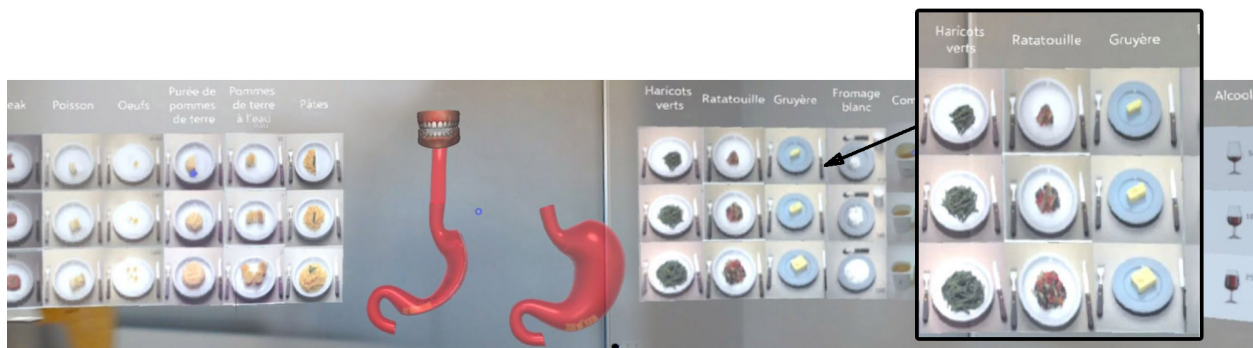 eak
Poisson
Oeufs
Purée de
pommes
de terre
Pommes
de terre
à l'eau
Pâtes
Haricots
verts
Ratatouille
Gruyère
Fromage
blanc
Com
Haricots
verts
Ratatouille
Gruyère
Alcool